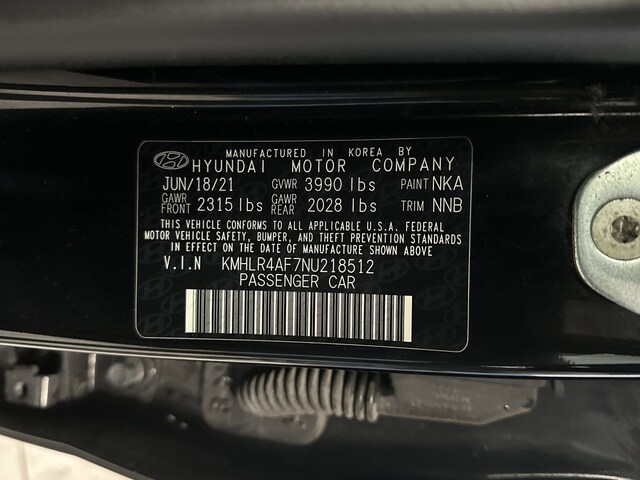 MANUFACTURED IN KOREA BY
HYUNDAI MOTOR COMPANY
JUN/18/21 GVWR 3990 lbs PAINT NKA
GAWR FRONT 2315 lbs GAWR REAR 2028 lbs TRIM NNB
THIS VEHICLE CONFORMS TO ALL APPLICABLE U.S.A. FEDERAL
MOTOR VEHICLE SAFETY, BUMPER, AND THEFT PREVENTION STANDARDS
IN EFFECT ON THE DATE OF MANUFACTURE SHOWN ABOVE
V.I.N KMHLR4AF7NU218512
PASSENGER CAR